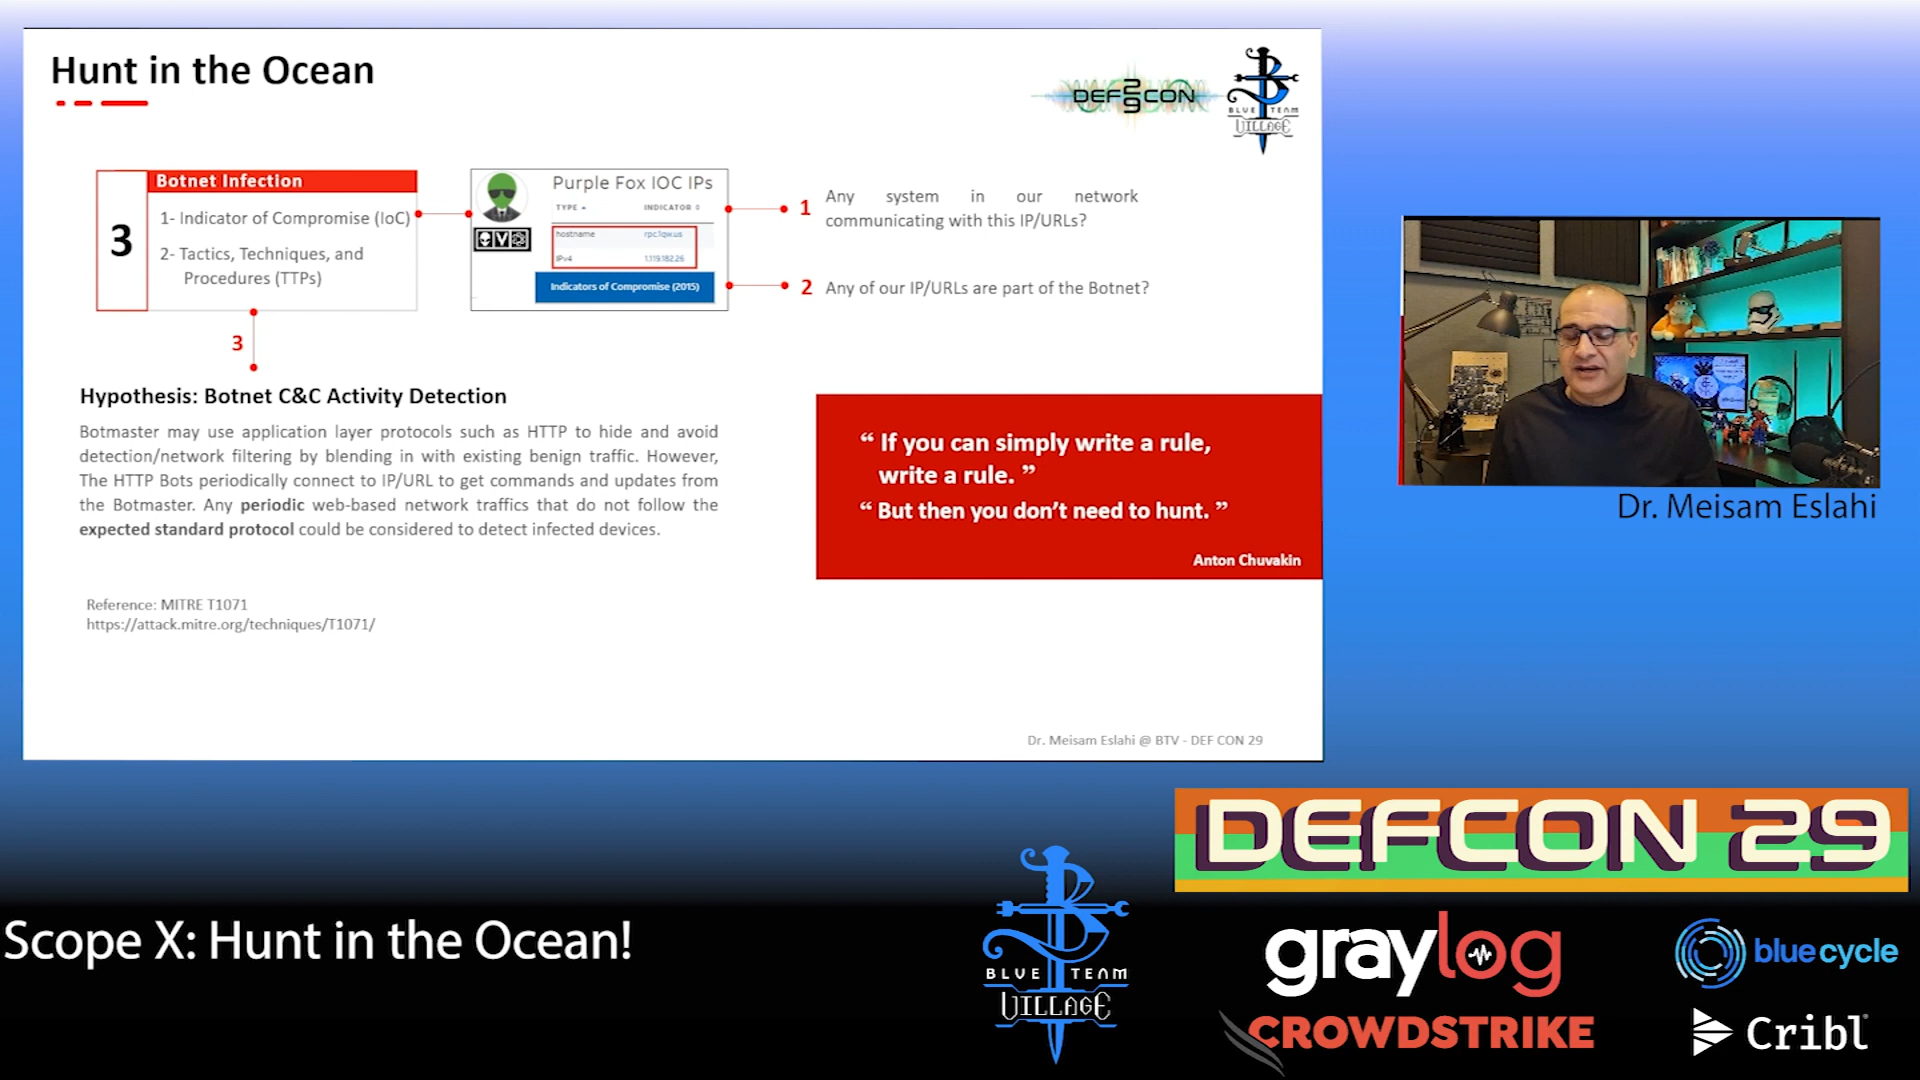 Hunt in the Ocean
DEF CON
29
BLUE TEAM
VILLAGE
3
Botnet Infection
1- Indicator of Compromise (IoC)
2- Tactics, Techniques, and
Procedures (TTPs)
Purple Fox IOC IPs
TYPE
INDICATOR
hostname
rpc.1qw.us
IPv4
1.119.182.26
Indicators of Compromise (2015)
1
Any system in our network
communicating with this IP/URLs?
2
Any of our IP/URLs are part of the Botnet?
3
Hypothesis: Botnet C&C Activity Detection
Botmaster may use application layer protocols such as HTTP to hide and avoid
detection/network filtering by blending in with existing benign traffic. However,
The HTTP Bots periodically connect to IP/URL to get commands and updates from
the Botmaster. Any periodic web-based network traffics that do not follow the
expected standard protocol could be considered to detect infected devices.
“ If you can simply write a rule,
write a rule. ”
“ But then you don’t need to hunt. ”
Anton Chuvakin
Reference: MITRE T1071
https://attack.mitre.org/techniques/T1071/
Dr. Meisam Eslahi @ BTV - DEF CON 29
Dr. Meisam Eslahi
DEFCON 29
Scope X: Hunt in the Ocean!
BLUE TEAM
VILLAGE
graylog
bluecycle
CROWDSTRIKE
Cribl